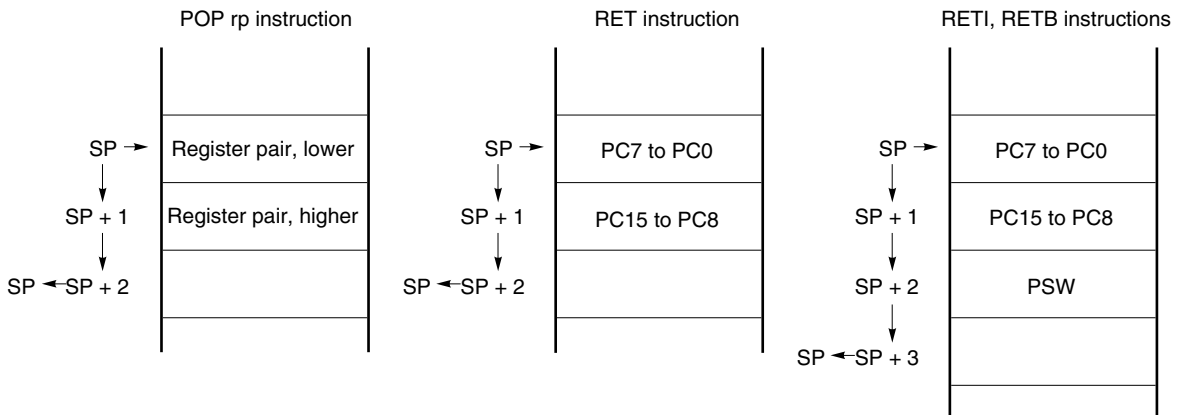 POP rp instruction
SP
Register pair, lower
SP + 1
Register pair, higher
SP
SP + 2
RET instruction
SP
PC7 to PC0
SP + 1
PC15 to PC8
SP
SP + 2
RETI, RETB instructions
SP
PC7 to PC0
SP + 1
PC15 to PC8
SP + 2
PSW
SP
SP + 3